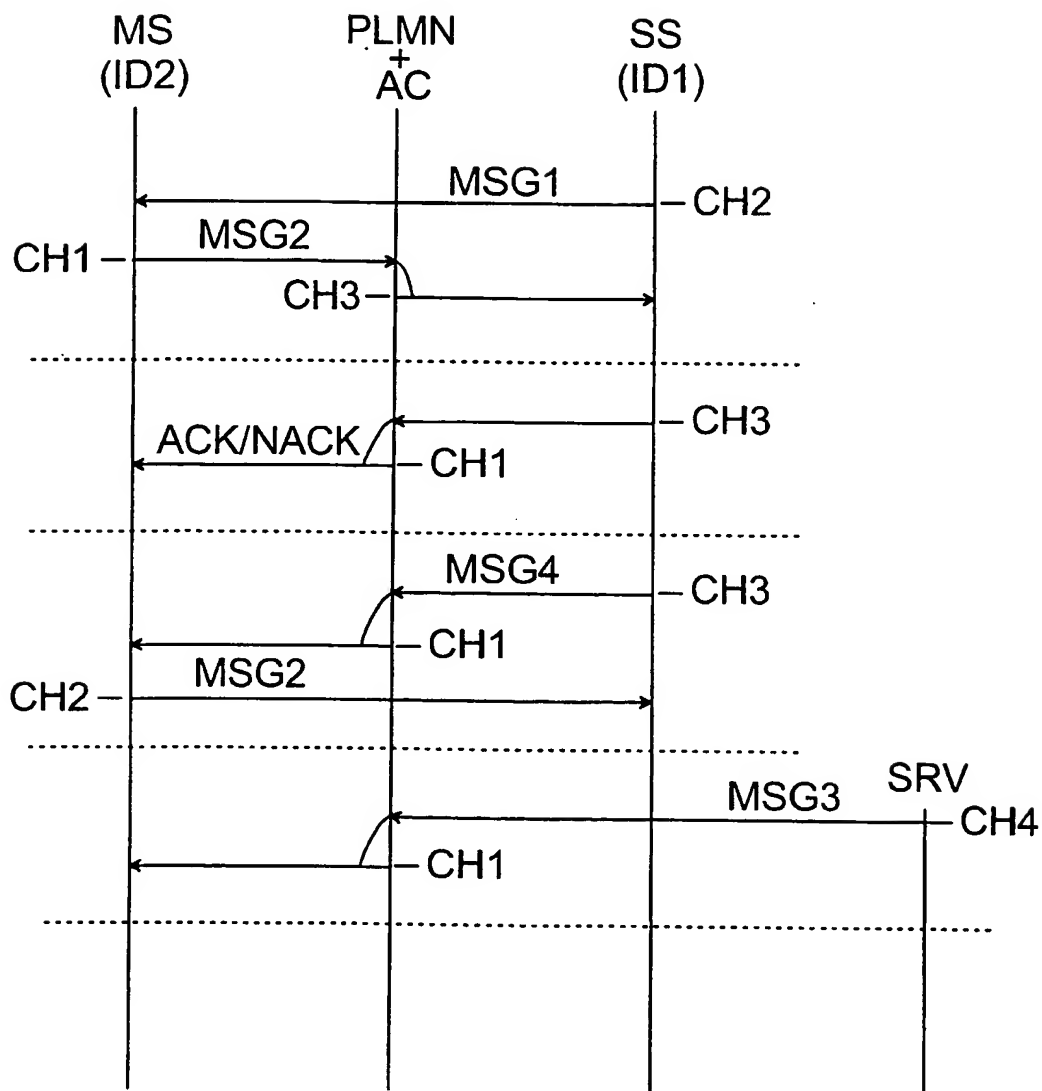 MS PLMN SS
+
(ID2) AC (ID1)
MSG1 CH2
MSG2
CH1
CH3
CH3
ACK/NACK
CH1
MSG4
CH3
CH1
MSG2
CH2
SRV
MSG3
CH4
CH1